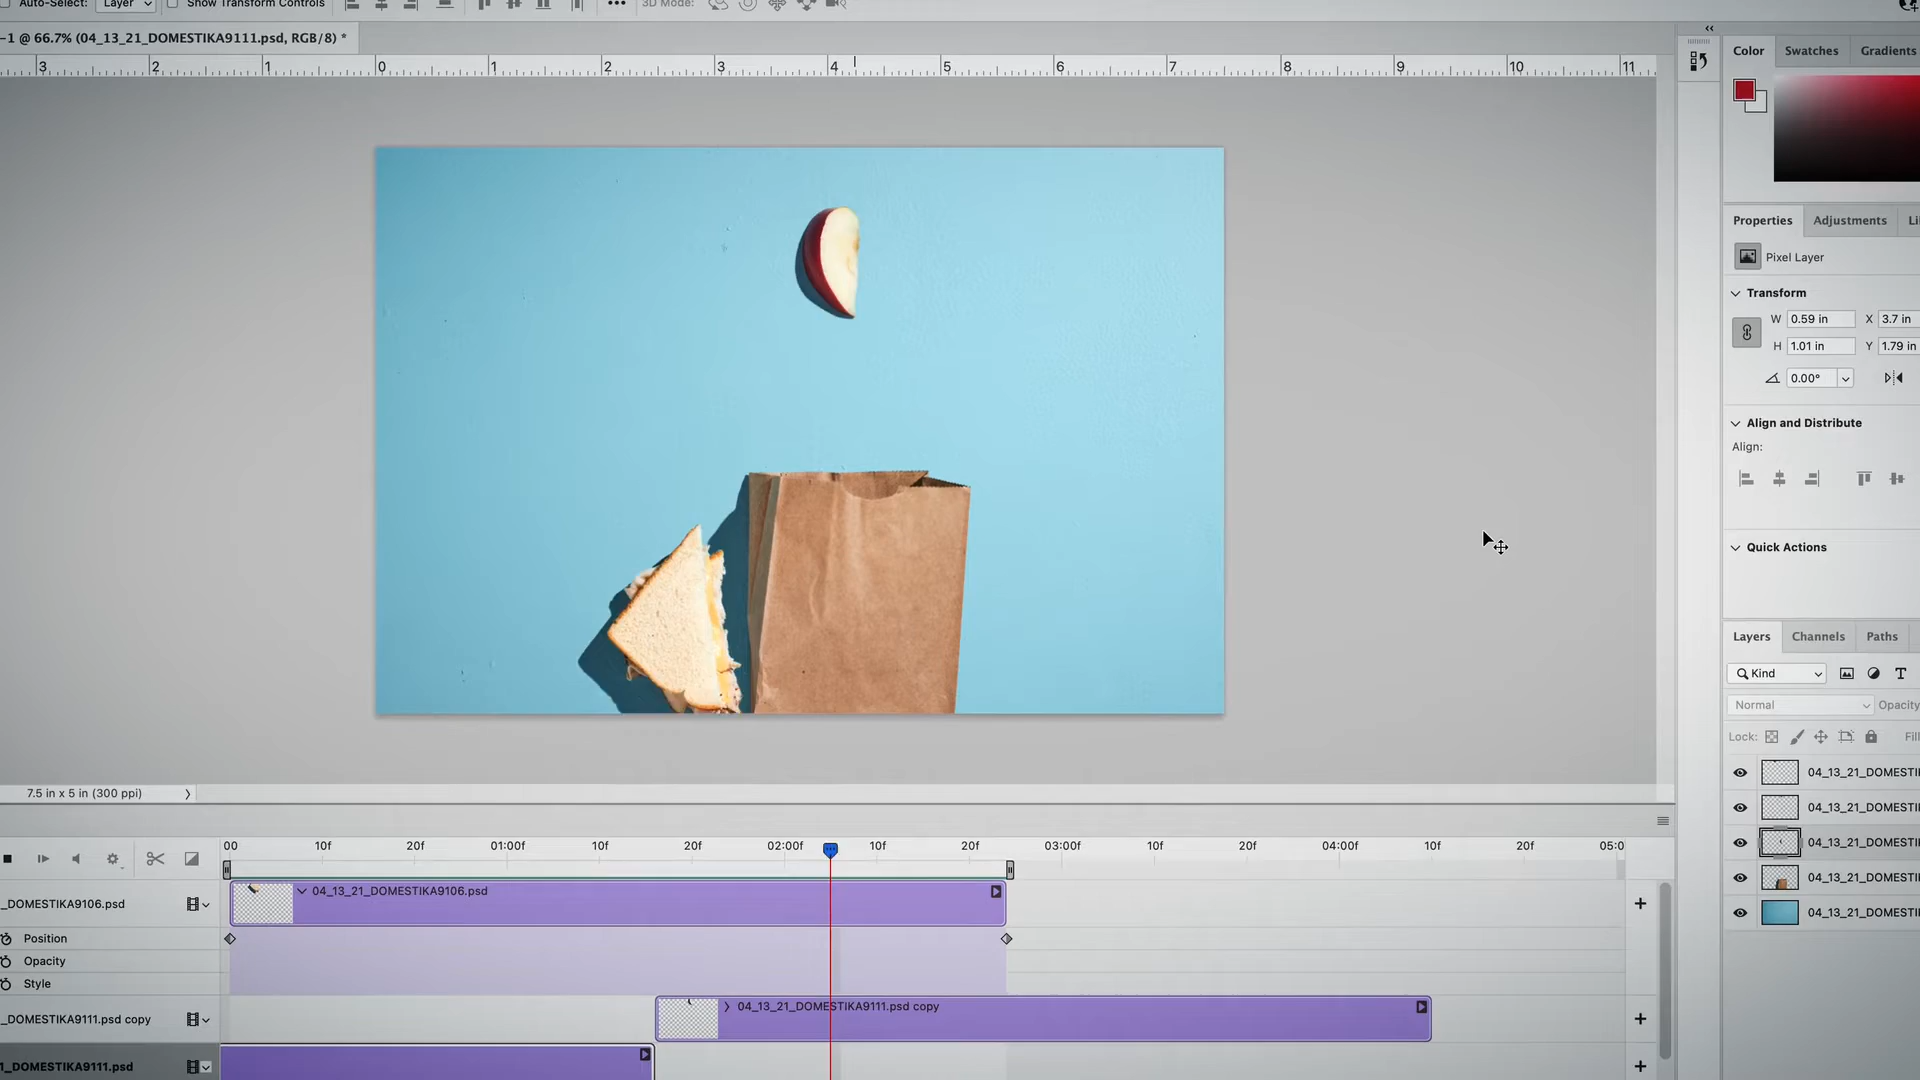 Auto-Select: Layer Show Transform Controls ••• 3D Mode:
-1 @ 66.7% (04_13_21_DOMESTIKA9111.psd, RGB/8) *
3 2 1 0 1 2 3 4 5 6 7 8 9 10 11
Color Swatches Gradients
Properties Adjustments Li
Pixel Layer
Transform
W 0.59 in X 3.7 in
H 1.01 in Y 1.79 in
0.00°
Align and Distribute
Align:
Quick Actions
Layers Channels Paths
Kind
Normal Opacity
Lock: Fill
04_13_21_DOMESTI
04_13_21_DOMESTI
04_13_21_DOMESTI
04_13_21_DOMESTI
04_13_21_DOMESTI
7.5 in x 5 in (300 ppi)
00 10f 20f 01:00f 10f 20f 02:00f 10f 20f 03:00f 10f 20f 04:00f 10f 20f 05:0
_DOMESTIKA9106.psd 04_13_21_DOMESTIKA9106.psd
Position
Opacity
Style
_DOMESTIKA9111.psd copy 04_13_21_DOMESTIKA9111.psd copy
1_DOMESTIKA9111.psd